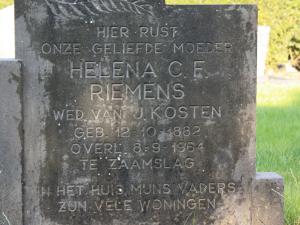 HIER RUST
ONZE GELIEFDE MOEDER
HELENA C. F.
RIEMENS
WED. VAN J. KOSTEN
GEB. 12.10.1882
OVERL. 8.9.1964
TE ZAAMSLAG
IN HET HUIS MIJNS VADERS
ZIJN VELE WONINGEN